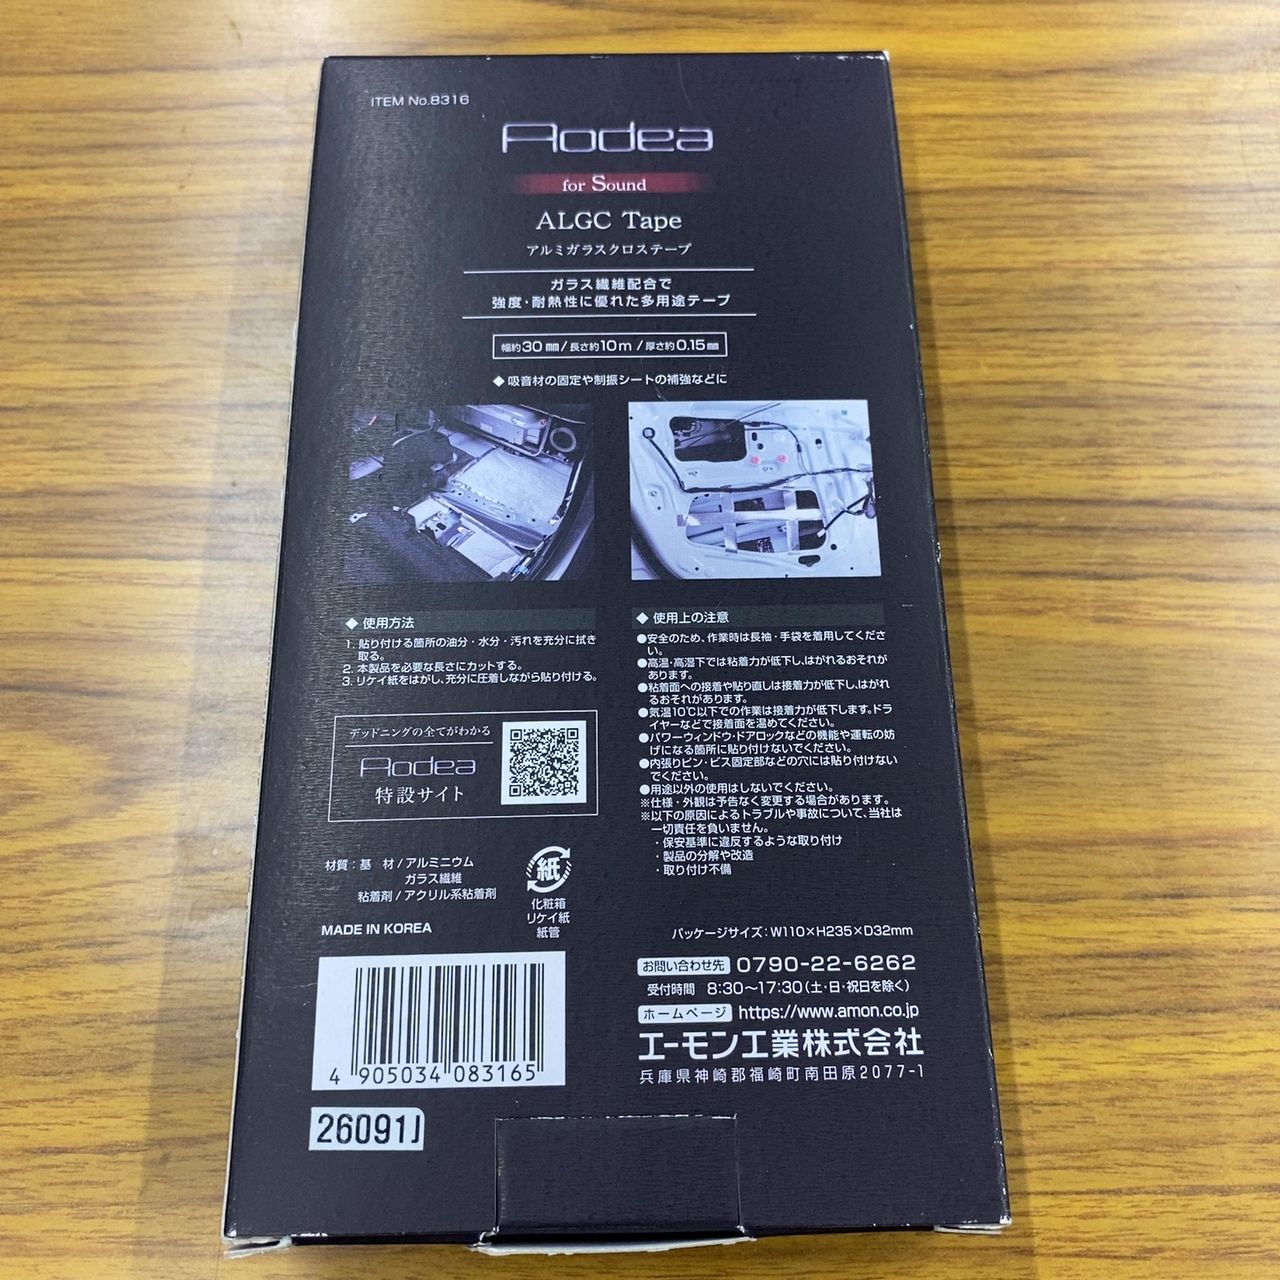 ITEM No.8316
Aodea
for Sound
ALGC Tape
アルミガラスクロステープ
ガラス繊維配合で
強度・耐熱性に優れた多用途テープ
幅約30㎜/長さ約10m/厚さ約0.15㎜
◆ 吸音材の固定や制振シートの補強などに
◆ 使用方法
1. 貼り付ける箇所の油分・水分・汚れを充分に拭き
取る。
2. 本製品を必要な長さにカットする。
3. リケイ紙をはがし、充分に圧着しながら貼り付ける。
デッドニングの全てがわかる
Aodea
特設サイト
材質：基　材/アルミニウム
ガラス繊維
粘着剤/アクリル系粘着剤
紙
化粧箱
リケイ紙
紙管
MADE IN KOREA
4 905034 083165
26091J
◆ 使用上の注意
●安全のため、作業時は長袖・手袋を着用してくださ
い。
●高温・高湿下では粘着力が低下し、はがれるおそれが
あります。
●粘着面への接着や貼り直しは接着力が低下し、はがれ
るおそれがあります。
●気温10℃以下での作業は接着力が低下します。ドラ
イヤーなどで接着面を温めてください。
●パワーウィンドウ・ドアロックなどの機能や運転の妨
げになる箇所に貼り付けないでください。
●内張りピン・ビス固定部などの穴には貼り付けない
でください。
●用途以外の使用はしないでください。
※仕様・外観は予告なく変更する場合があります。
※以下の原因によるトラブルや事故について、当社は
一切責任を負いません。
・保安基準に違反するような取り付け
・製品の分解や改造
・取り付け不備
パッケージサイズ：W110×H235×D32mm
お問い合わせ先 0790-22-6262
受付時間 8:30〜17:30(土・日・祝日を除く)
ホームページ https://www.amon.co.jp
エーモン工業株式会社
兵庫県神崎郡福崎町南田原2077-1